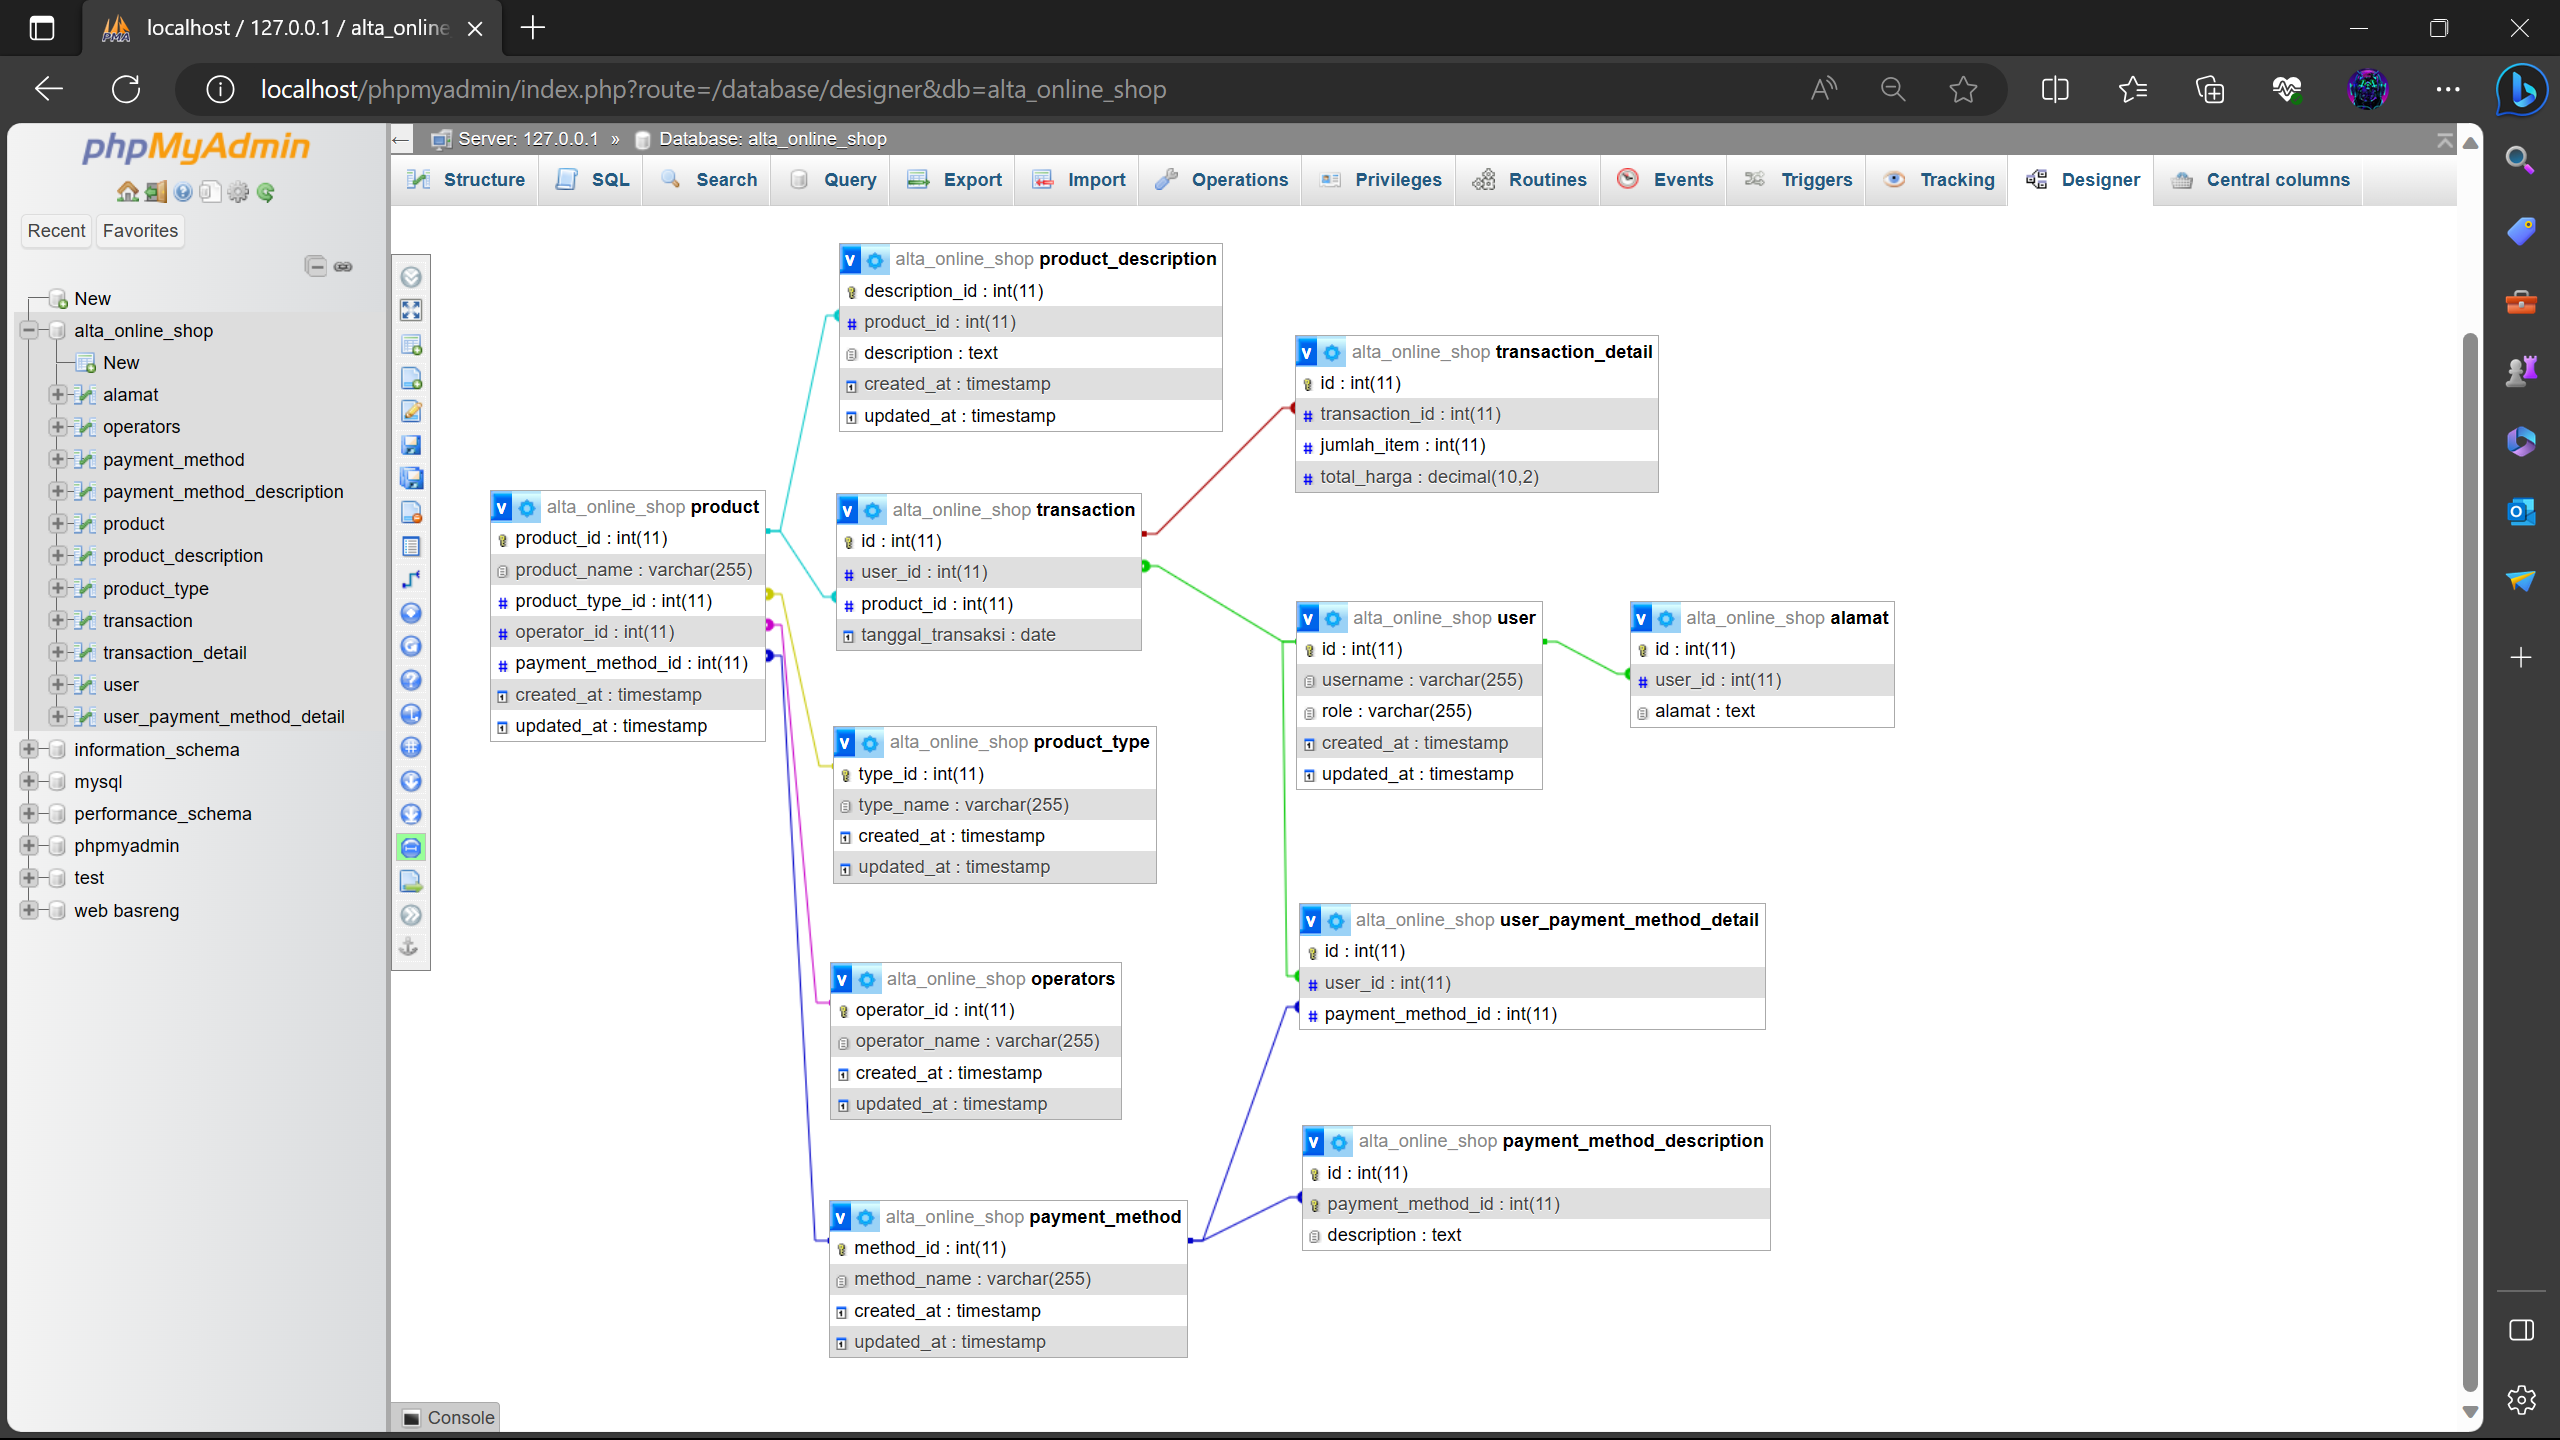 localhost / 127.0.0.1 / alta_online
localhost/phpmyadmin/index.php?route=/database/designer&db=alta_online_shop
phpMyAdmin
Recent
Favorites
New
alta_online_shop
New
alamat
operators
payment_method
payment_method_description
product
product_description
product_type
transaction
transaction_detail
user
user_payment_method_detail
information_schema
mysql
performance_schema
phpmyadmin
test
web basreng
Server: 127.0.0.1 » Database: alta_online_shop
Structure
SQL
Search
Query
Export
Import
Operations
Privileges
Routines
Events
Triggers
Tracking
Designer
Central columns
alta_online_shop product_description
description_id : int(11)
product_id : int(11)
description : text
created_at : timestamp
updated_at : timestamp
alta_online_shop transaction_detail
id : int(11)
transaction_id : int(11)
jumlah_item : int(11)
total_harga : decimal(10,2)
alta_online_shop product
product_id : int(11)
product_name : varchar(255)
product_type_id : int(11)
operator_id : int(11)
payment_method_id : int(11)
created_at : timestamp
updated_at : timestamp
alta_online_shop transaction
id : int(11)
user_id : int(11)
product_id : int(11)
tanggal_transaksi : date
alta_online_shop user
id : int(11)
username : varchar(255)
role : varchar(255)
created_at : timestamp
updated_at : timestamp
alta_online_shop alamat
id : int(11)
user_id : int(11)
alamat : text
alta_online_shop product_type
type_id : int(11)
type_name : varchar(255)
created_at : timestamp
updated_at : timestamp
alta_online_shop user_payment_method_detail
id : int(11)
user_id : int(11)
payment_method_id : int(11)
alta_online_shop operators
operator_id : int(11)
operator_name : varchar(255)
created_at : timestamp
updated_at : timestamp
alta_online_shop payment_method_description
id : int(11)
payment_method_id : int(11)
description : text
alta_online_shop payment_method
method_id : int(11)
method_name : varchar(255)
created_at : timestamp
updated_at : timestamp
Console